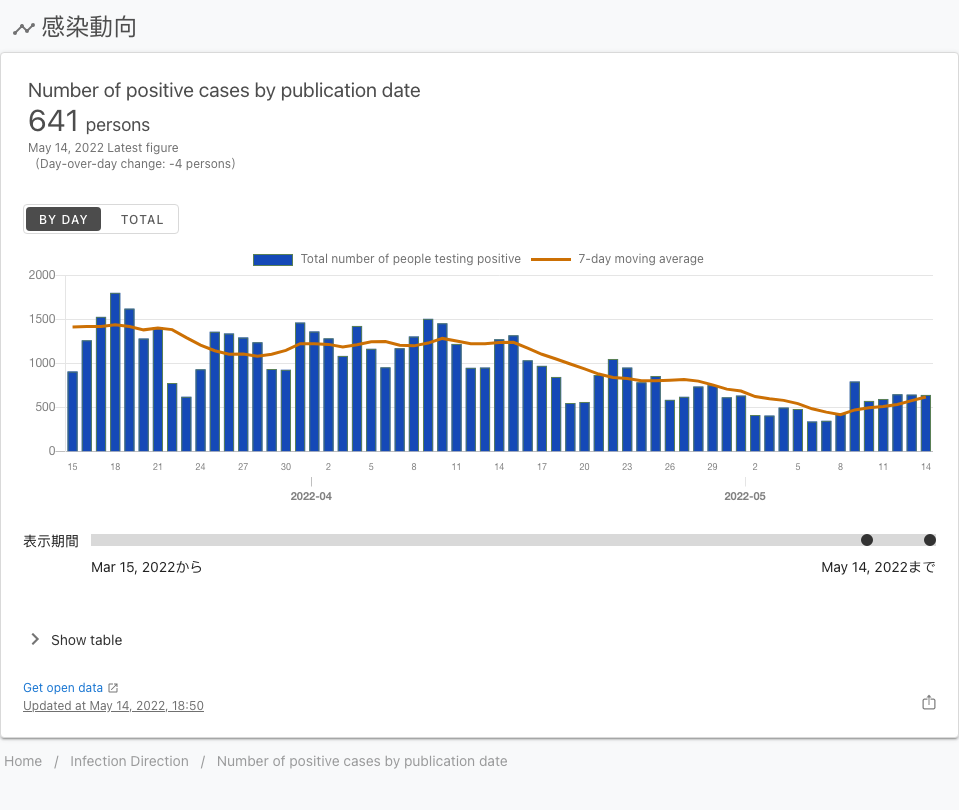 感染動向
Number of positive cases by publication date
641 persons
May 14, 2022 Latest figure
(Day-over-day change: -4 persons)
BY DAY TOTAL
Total number of people testing positive 7-day moving average
2000
1500
1000
500
0
15 18 21 24 27 30 2 5 8 11 14 17 20 23 26 29 2 5 8 11 14
2022-04 2022-05
表示期間
Mar 15, 2022から May 14, 2022まで
Show table
Get open data
Updated at May 14, 2022, 18:50
Home / Infection Direction / Number of positive cases by publication date